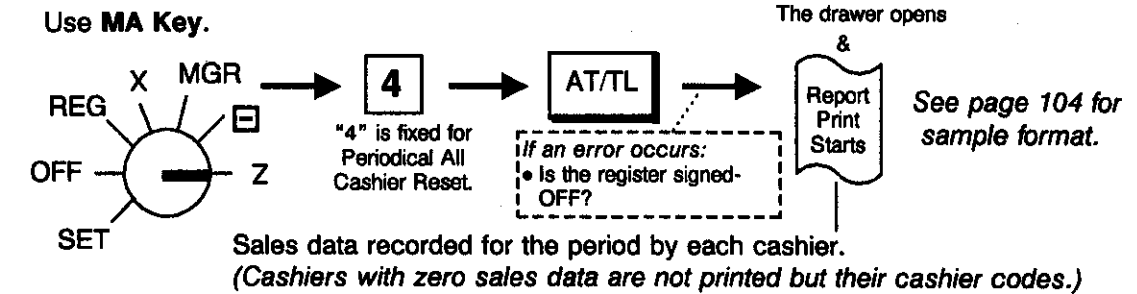 Use MA Key.
The drawer opens
&
X MGR
REG
⊟
OFF
Z
SET
4
"4" is fixed for
Periodical All
Cashier Reset.
AT/TL
If an error occurs:
• Is the register signed-
OFF?
Report
Print
Starts
See page 104 for
sample format.
Sales data recorded for the period by each cashier.
(Cashiers with zero sales data are not printed but their cashier codes.)